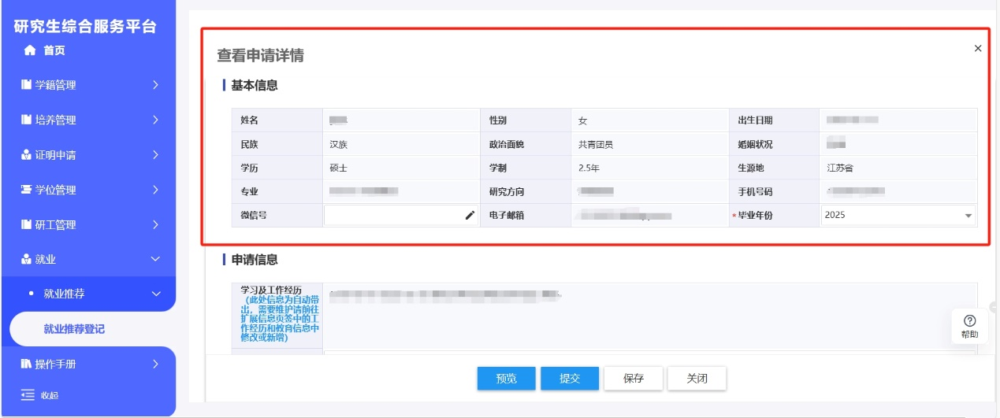 研究生综合服务平台
首页
学籍管理
培养管理
证明申请
学位管理
研工管理
就业
就业推荐
就业推荐登记
操作手册
收起
查看申请详情
基本信息
姓名 性别 女 出生日期
民族 汉族 政治面貌 共青团员 婚姻状况
学历 硕士 学制 2.5年 生源地 江苏省
专业 研究方向 手机号码
微信号 电子邮箱 *毕业年份 2025
申请信息
学习及工作经历
（此处信息为自动带
出，需要维护请前往
扩展信息页签中的工
作经历和教育信息中
修改或新增）
帮助
预览 提交 保存 关闭